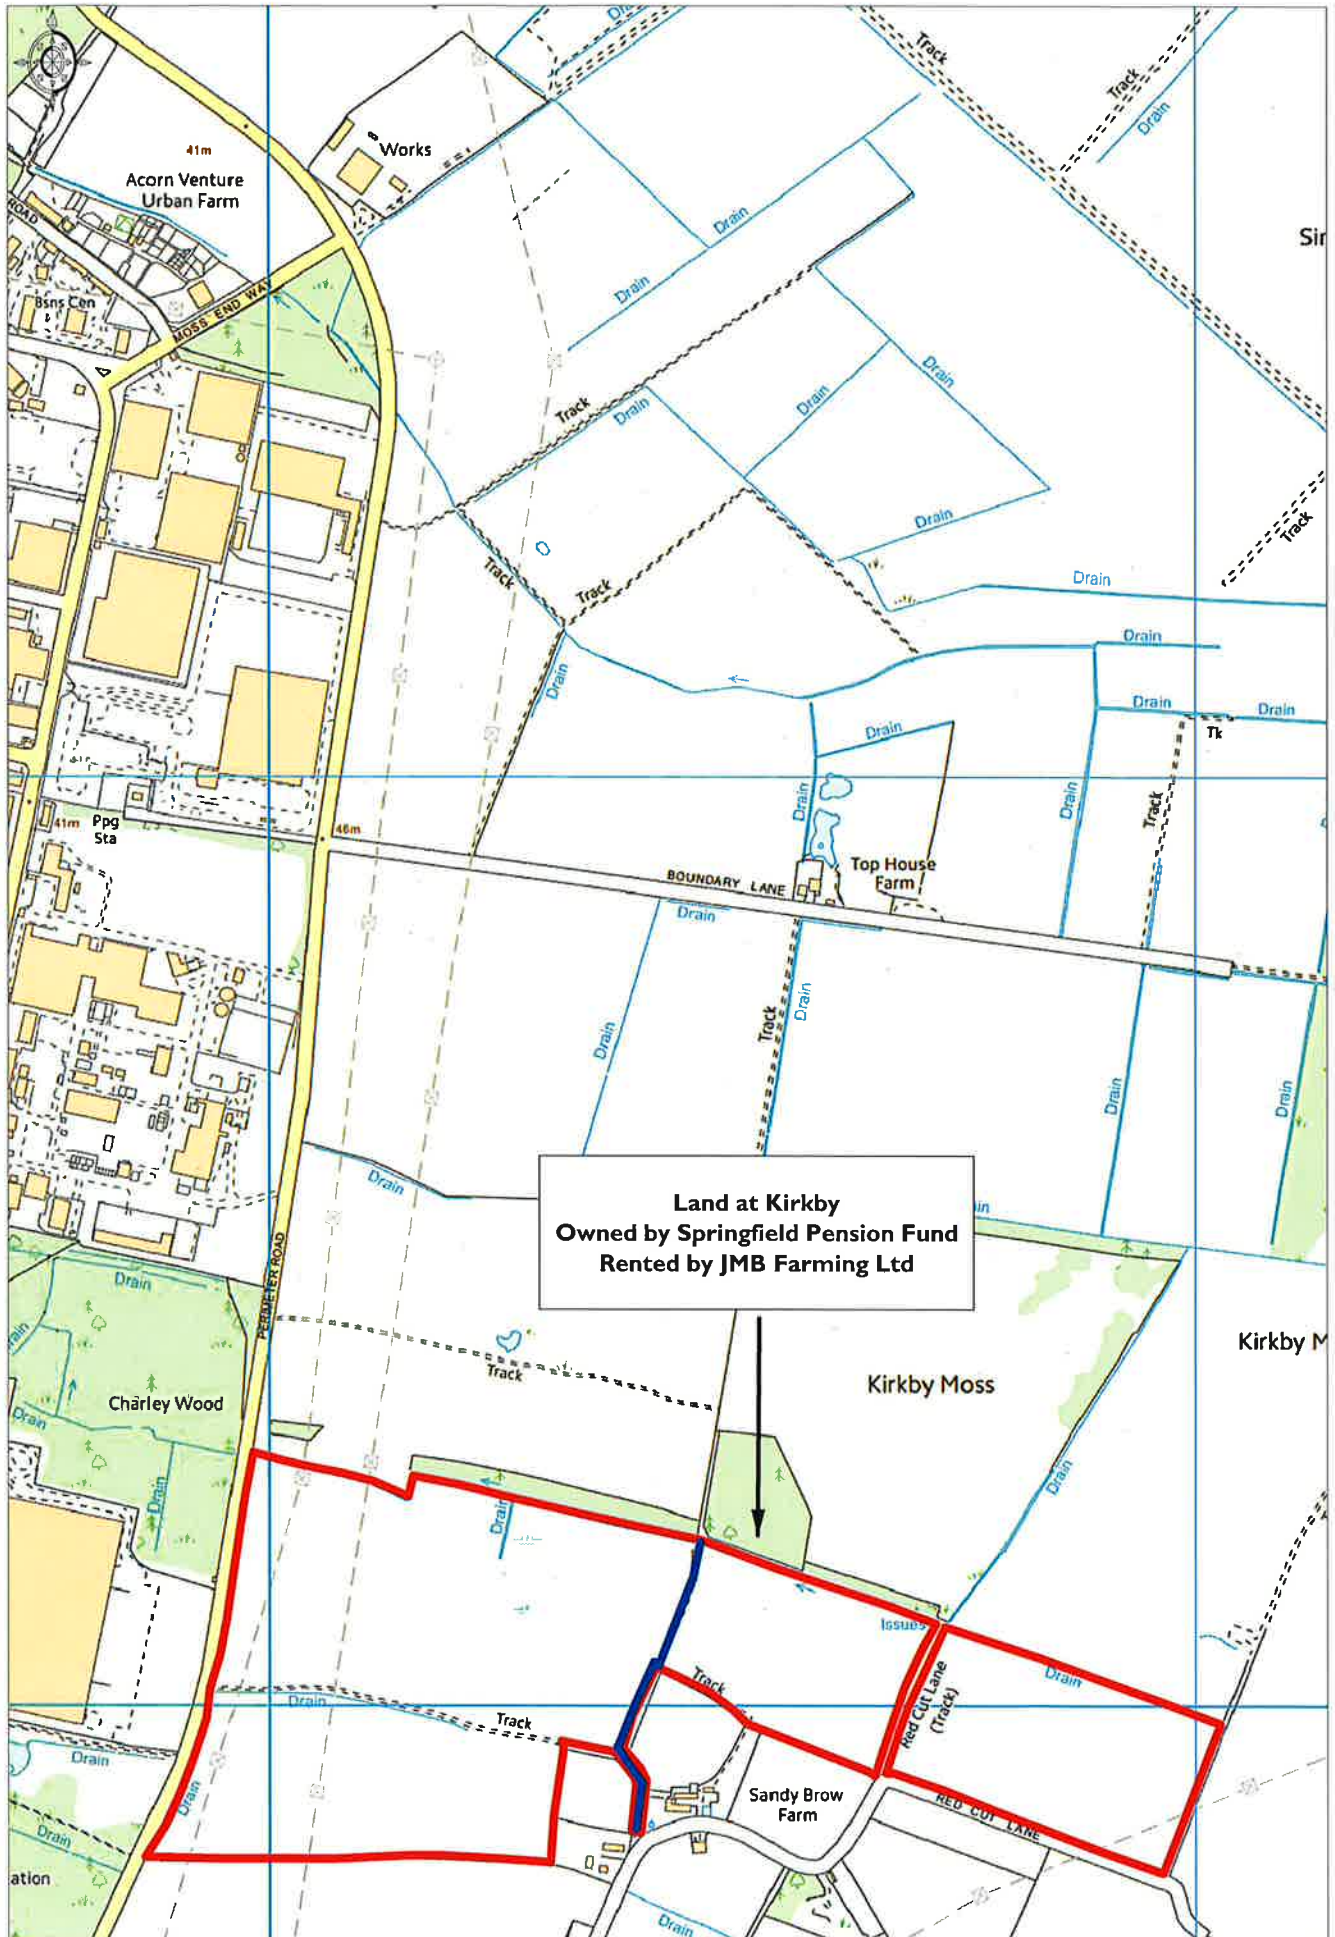 Drain
Track
Track
Drain
Works
41m
Acorn Venture
Urban Farm
ROAD
Drain
Sir
Drain
Bsns Cen
MOSS END WAY
Drain
Track
Drain
Drain
Drain
Track
Track
Track
Drain
Drain
Drain
Drain
Drain
Drain
Drain
Tk
Drain
Drain
Track
41m
Ppg
Sta
46m
Top House
Farm
BOUNDARY LANE
Drain
Drain
Track
Drain
Drain
Drain
Drain
Land at Kirkby
Owned by Springfield Pension Fund
Rented by JMB Farming Ltd
ain
PERIMETER ROAD
Drain
rain
Track
Kirkby M
Kirkby Moss
Charley Wood
Drain
Drain
Drain
Drain
Issues
Drain
Red Cut Lane
(Track)
Track
Drain
Track
Drain
Drain
Sandy Brow
Farm
RED CUT LANE
Drain
ation
Drain